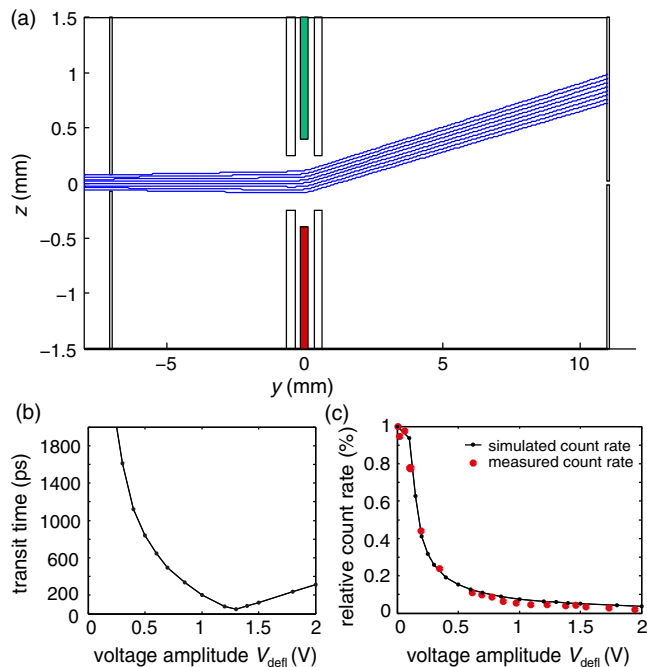 (a)
1.5
1
0.5
0
−0.5
−1
−1.5
z (mm)
−5 0 5 10
y (mm)
(b)
1800
1400
1000
600
200
0
transit time (ps)
0 0.5 1 1.5 2
voltage amplitude V_defl (V)
(c)
1
0.8
0.6
0.4
0.2
0
relative count rate (%)
simulated count rate
measured count rate
0 0.5 1 1.5 2
voltage amplitude V_defl (V)